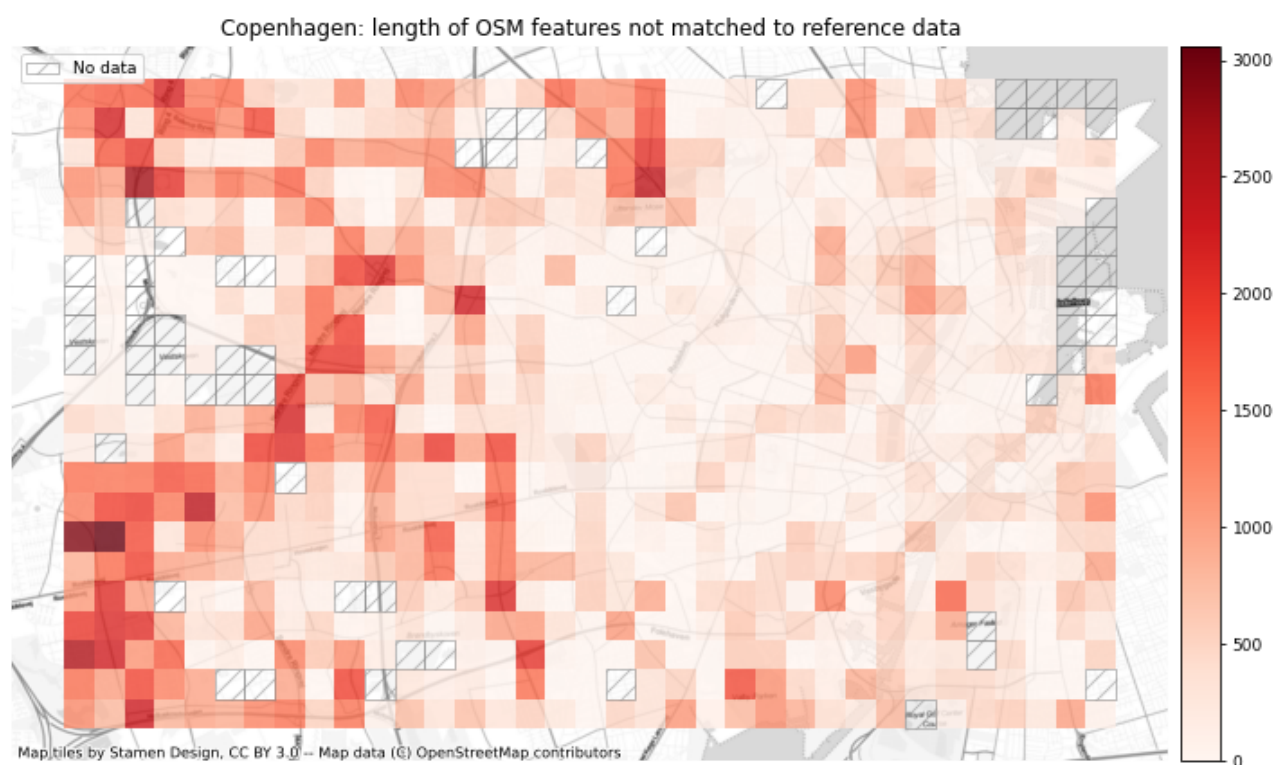 Copenhagen: length of OSM features not matched to reference data
No data
3000
2500
2000
1500
1000
500
0
Map tiles by Stamen Design, CC BY 3.0 -- Map data (C) OpenStreetMap contributors